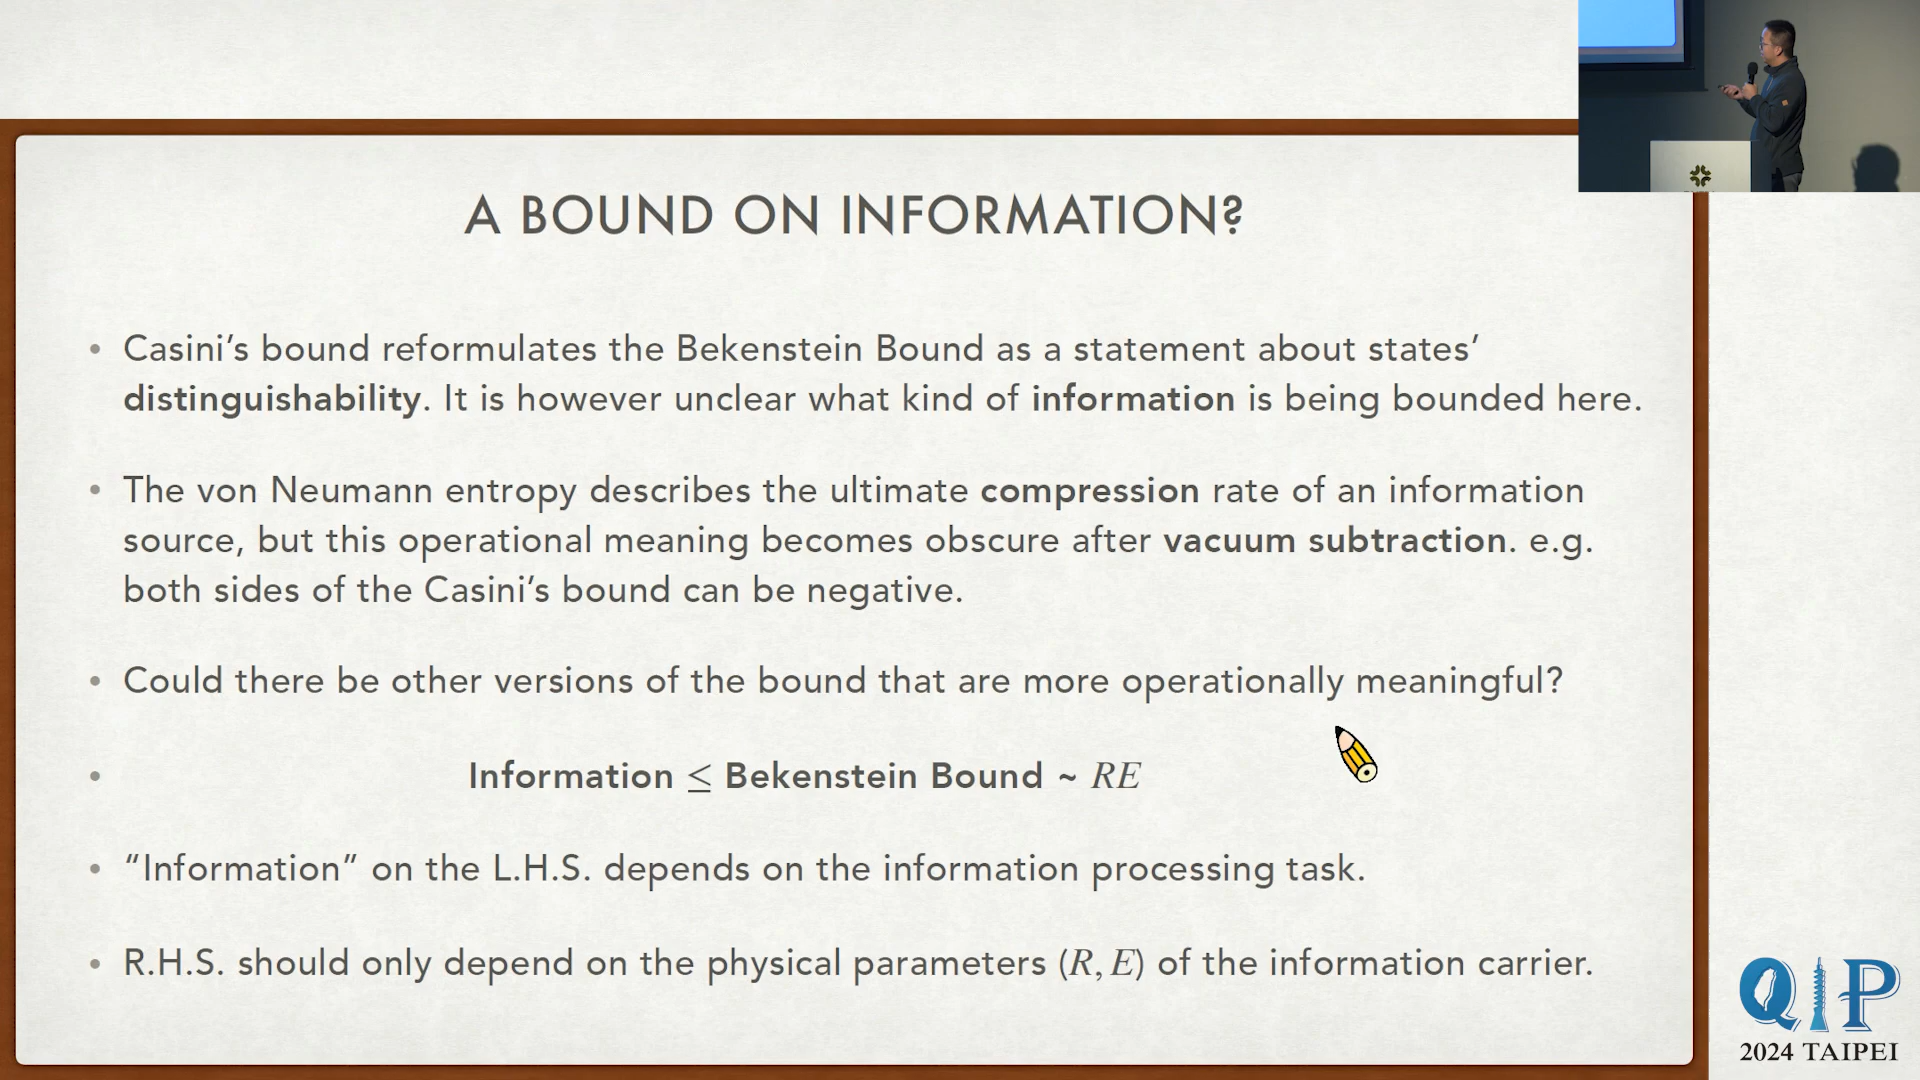 A BOUND ON INFORMATION?
• Casini’s bound reformulates the Bekenstein Bound as a statement about states’
distinguishability. It is however unclear what kind of information is being bounded here.
• The von Neumann entropy describes the ultimate compression rate of an information
source, but this operational meaning becomes obscure after vacuum subtraction. e.g.
both sides of the Casini’s bound can be negative.
• Could there be other versions of the bound that are more operationally meaningful?
• Information ≤ Bekenstein Bound ~ RE
• “Information” on the L.H.S. depends on the information processing task.
• R.H.S. should only depend on the physical parameters (R, E) of the information carrier.
QIP
2024 TAIPEI